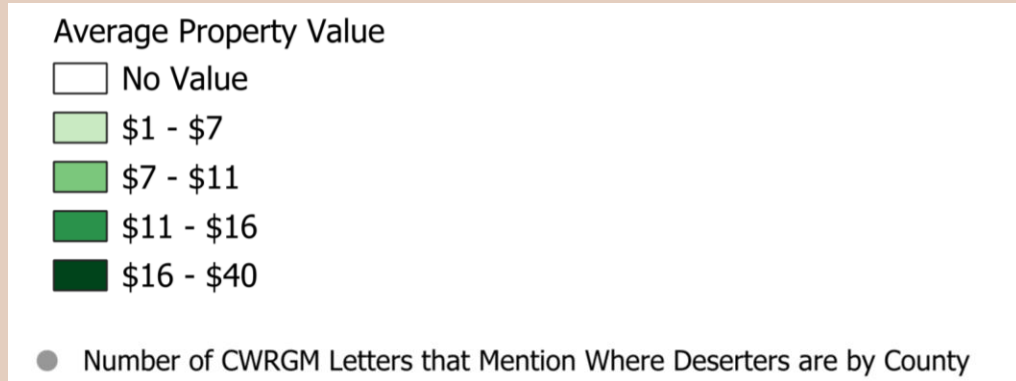 Average Property Value
No Value
$1 - $7
$7 - $11
$11 - $16
$16 - $40
Number of CWRGM Letters that Mention Where Deserters are by County